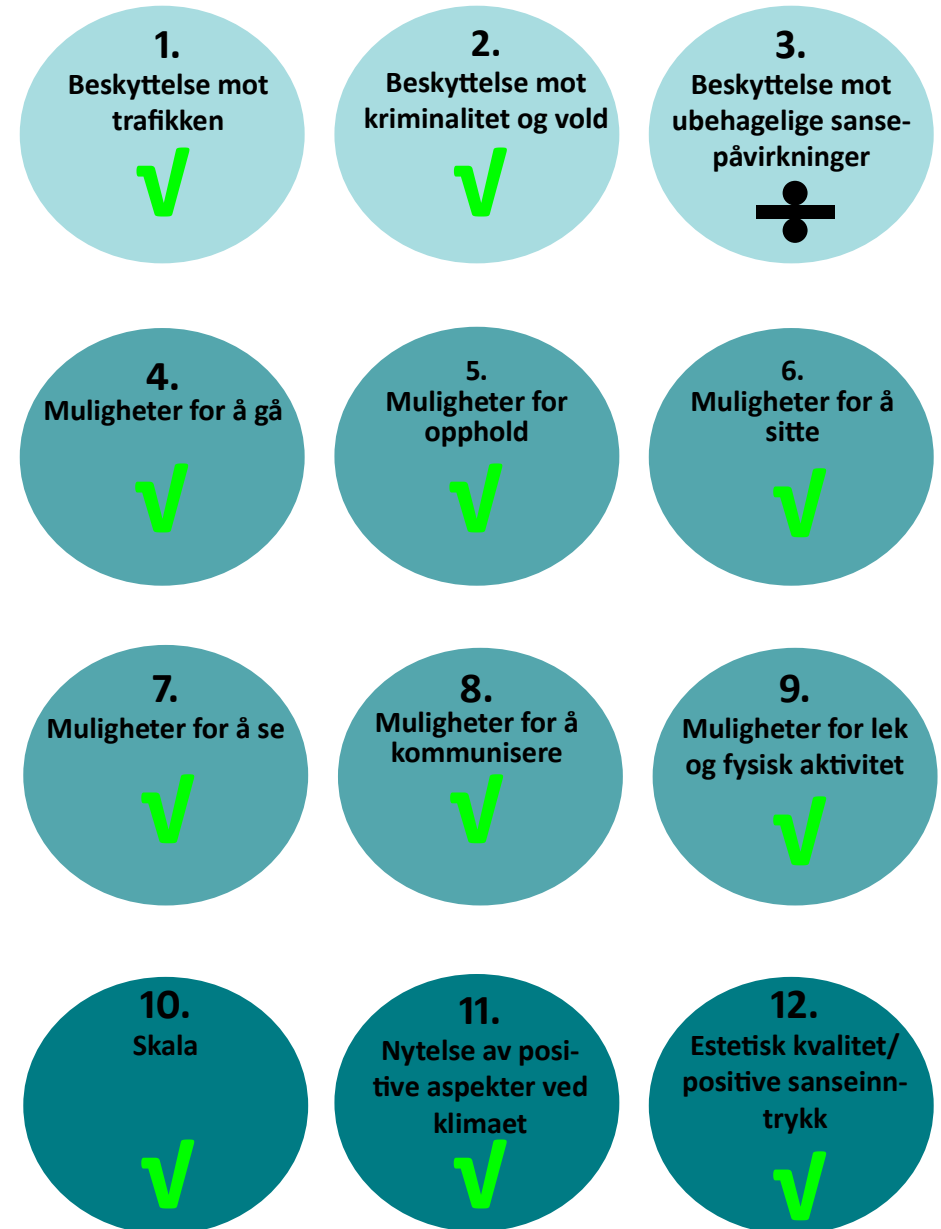 1.
Beskyttelse mot
trafikken
√
2.
Beskyttelse mot
kriminalitet og vold
√
3.
Beskyttelse mot
ubehagelige sanse-
påvirkninger
÷
4.
Muligheter for å gå
√
5.
Muligheter for
opphold
√
6.
Muligheter for å
sitte
√
7.
Muligheter for å se
√
8.
Muligheter for å
kommunisere
√
9.
Muligheter for lek
og fysisk aktivitet
√
10.
Skala
√
11.
Nytelse av posi-
tive aspekter ved
klimaet
√
12.
Estetisk kvalitet/
positive sanseinn-
trykk
√